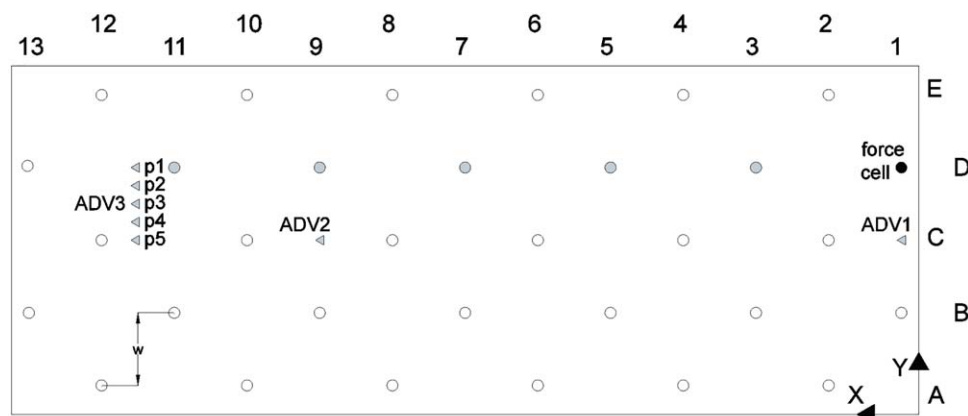 12 10 8 6 4 2
13 11 9 7 5 3 1
E
p1 force D
p2 cell
ADV3 p3
p4 ADV2 ADV1
p5 C
B
w
Y
X A